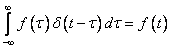 ∫_{-∞}^{∞} f(τ) δ(t-τ) dτ = f(t)